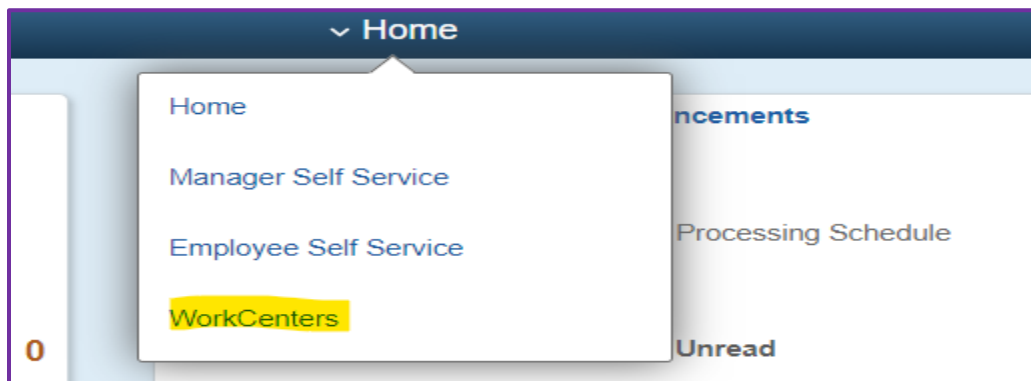 Home
Home
ncements
Manager Self Service
Processing Schedule
Employee Self Service
WorkCenters
0
Unread